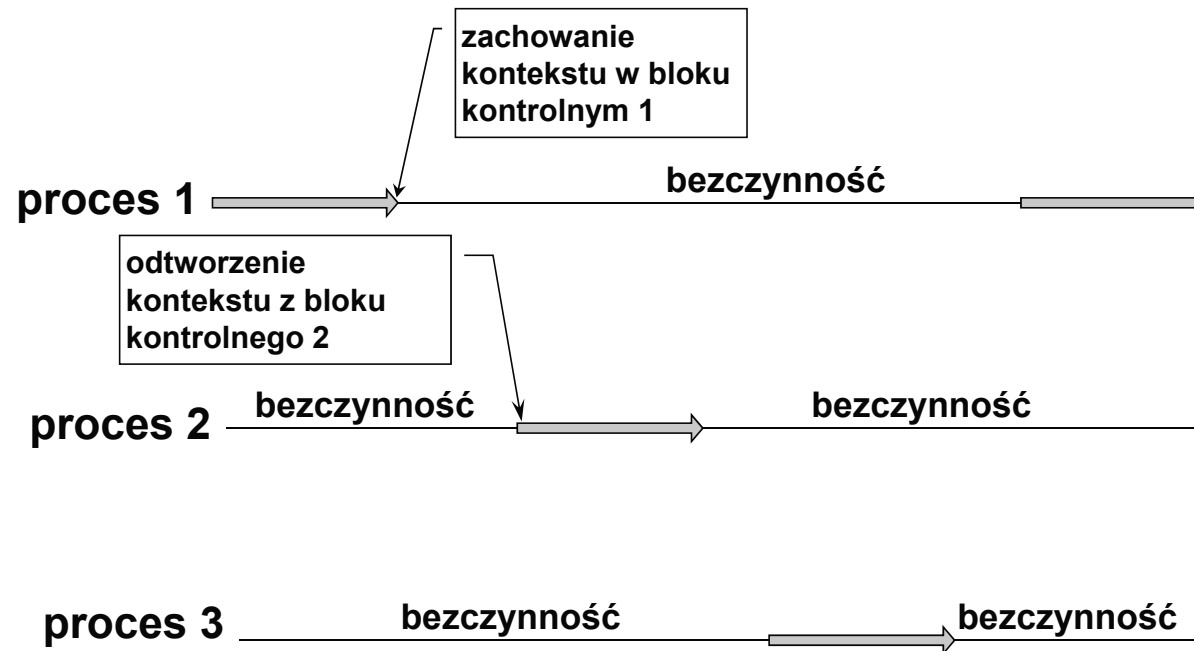 zachowanie
kontekstu w bloku
kontrolnym 1
bezczynność
proces 1
odtworzenie
kontekstu z bloku
kontrolnego 2
bezczynność
bezczynność
proces 2
bezczynność
bezczynność
proces 3